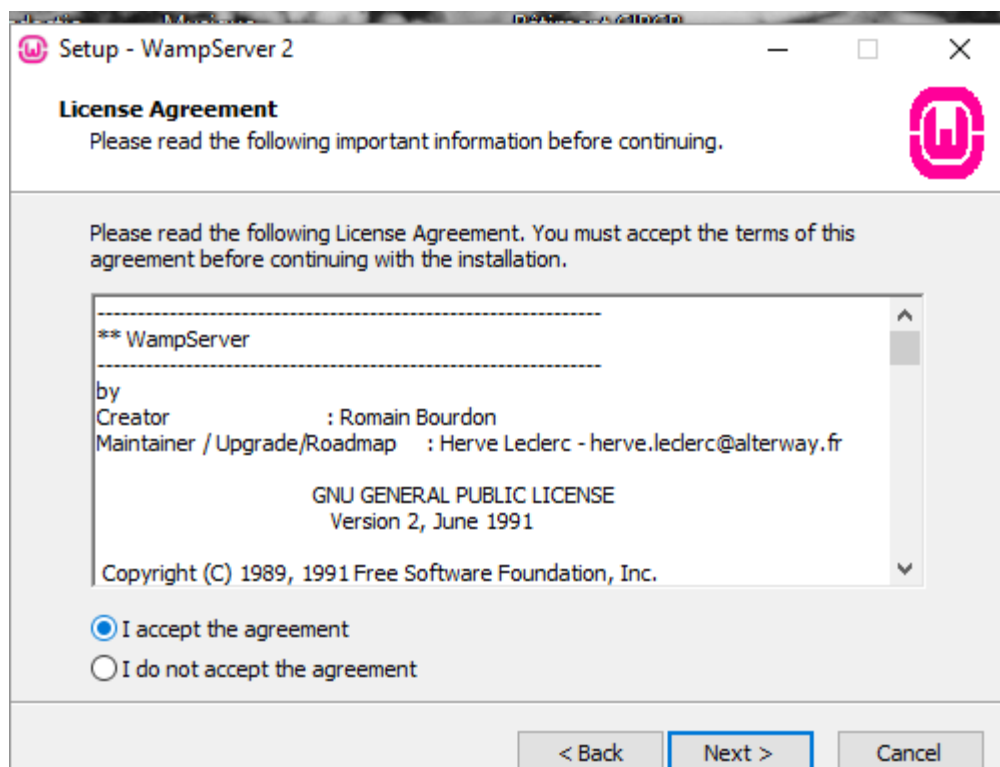 Musique
Setup - WampServer 2
License Agreement
Please read the following important information before continuing.
Please read the following License Agreement. You must accept the terms of this
agreement before continuing with the installation.
---------------------------------------------------------------
** WampServer
---------------------------------------------------------------
by
Creator : Romain Bourdon
Maintainer / Upgrade/Roadmap : Herve Leclerc - herve.leclerc@alterway.fr
GNU GENERAL PUBLIC LICENSE
Version 2, June 1991
Copyright (C) 1989, 1991 Free Software Foundation, Inc.
I accept the agreement
I do not accept the agreement
< Back Next > Cancel